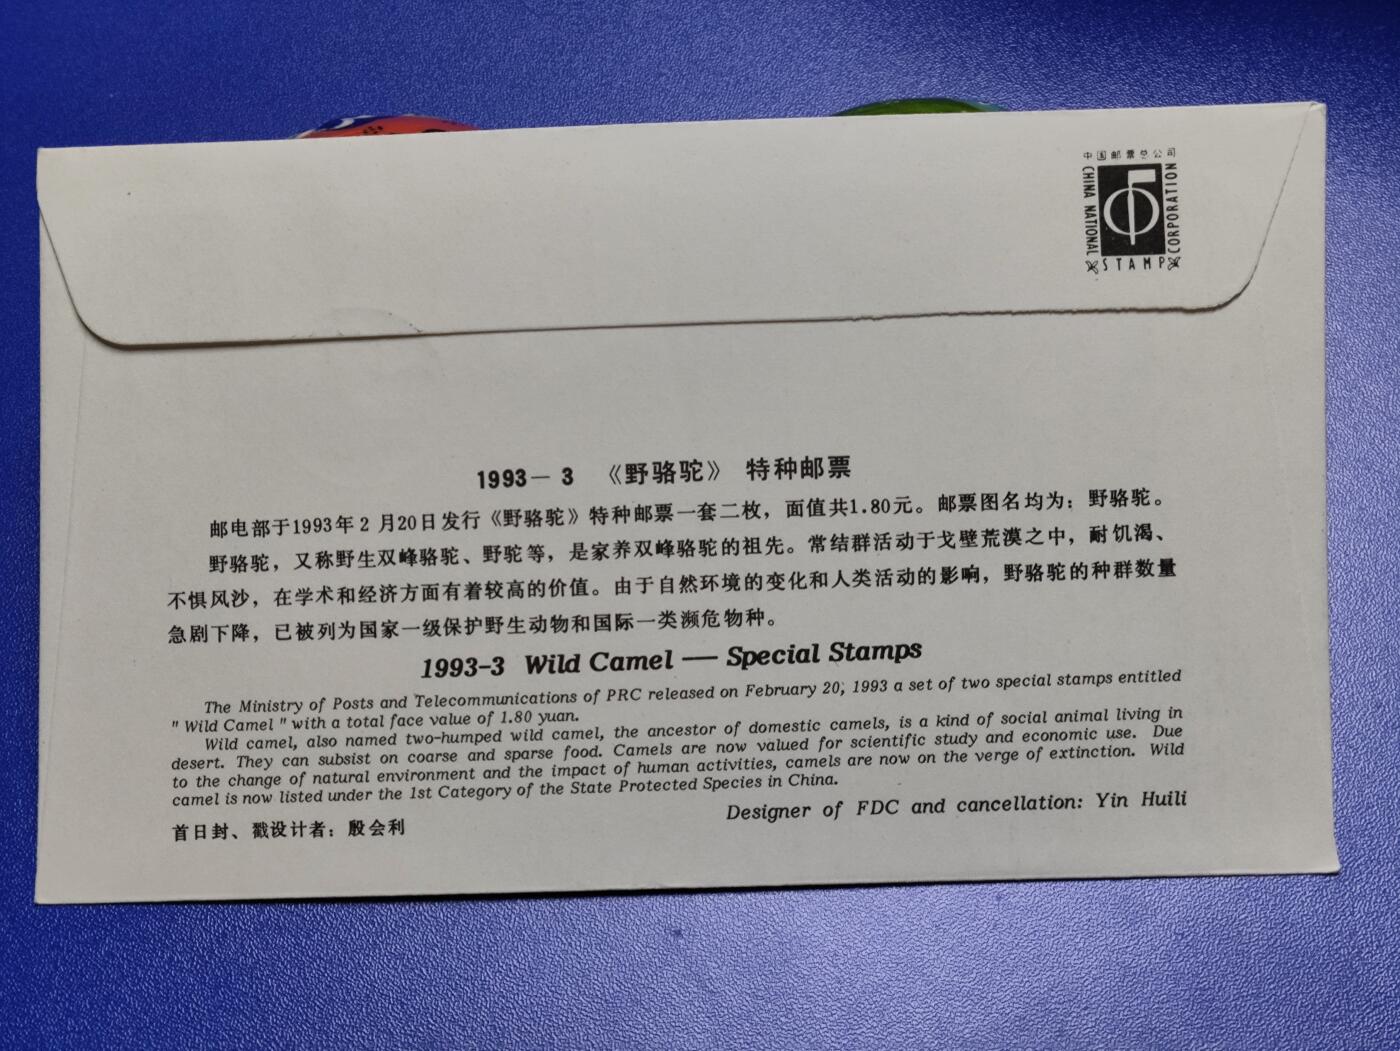 中国邮票总公司
CHINA NATIONAL
STAMP
CORPORATION
1993－3 《野骆驼》 特种邮票
邮电部于1993年2月20日发行《野骆驼》特种邮票一套二枚，面值共1.80元。邮票图名均为：野骆驼。
野骆驼，又称野生双峰骆驼、野驼等，是家养双峰骆驼的祖先。常结群活动于戈壁荒漠之中，耐饥渴、
不惧风沙，在学术和经济方面有着较高的价值。由于自然环境的变化和人类活动的影响，野骆驼的种群数量
急剧下降，已被列为国家一级保护野生动物和国际一类濒危物种。
1993-3 Wild Camel — Special Stamps
The Ministry of Posts and Telecommunications of PRC released on February 20, 1993 a set of two special stamps entitled
" Wild Camel " with a total face value of 1.80 yuan.
Wild camel, also named two-humped wild camel, the ancestor of domestic camels, is a kind of social animal living in
desert. They can subsist on coarse and sparse food. Camels are now valued for scientific study and economic use. Due
to the change of natural environment and the impact of human activities, camels are now on the verge of extinction. Wild
camel is now listed under the 1st Category of the State Protected Species in China.
Designer of FDC and cancellation: Yin Huili
首日封、戳设计者：殷会利